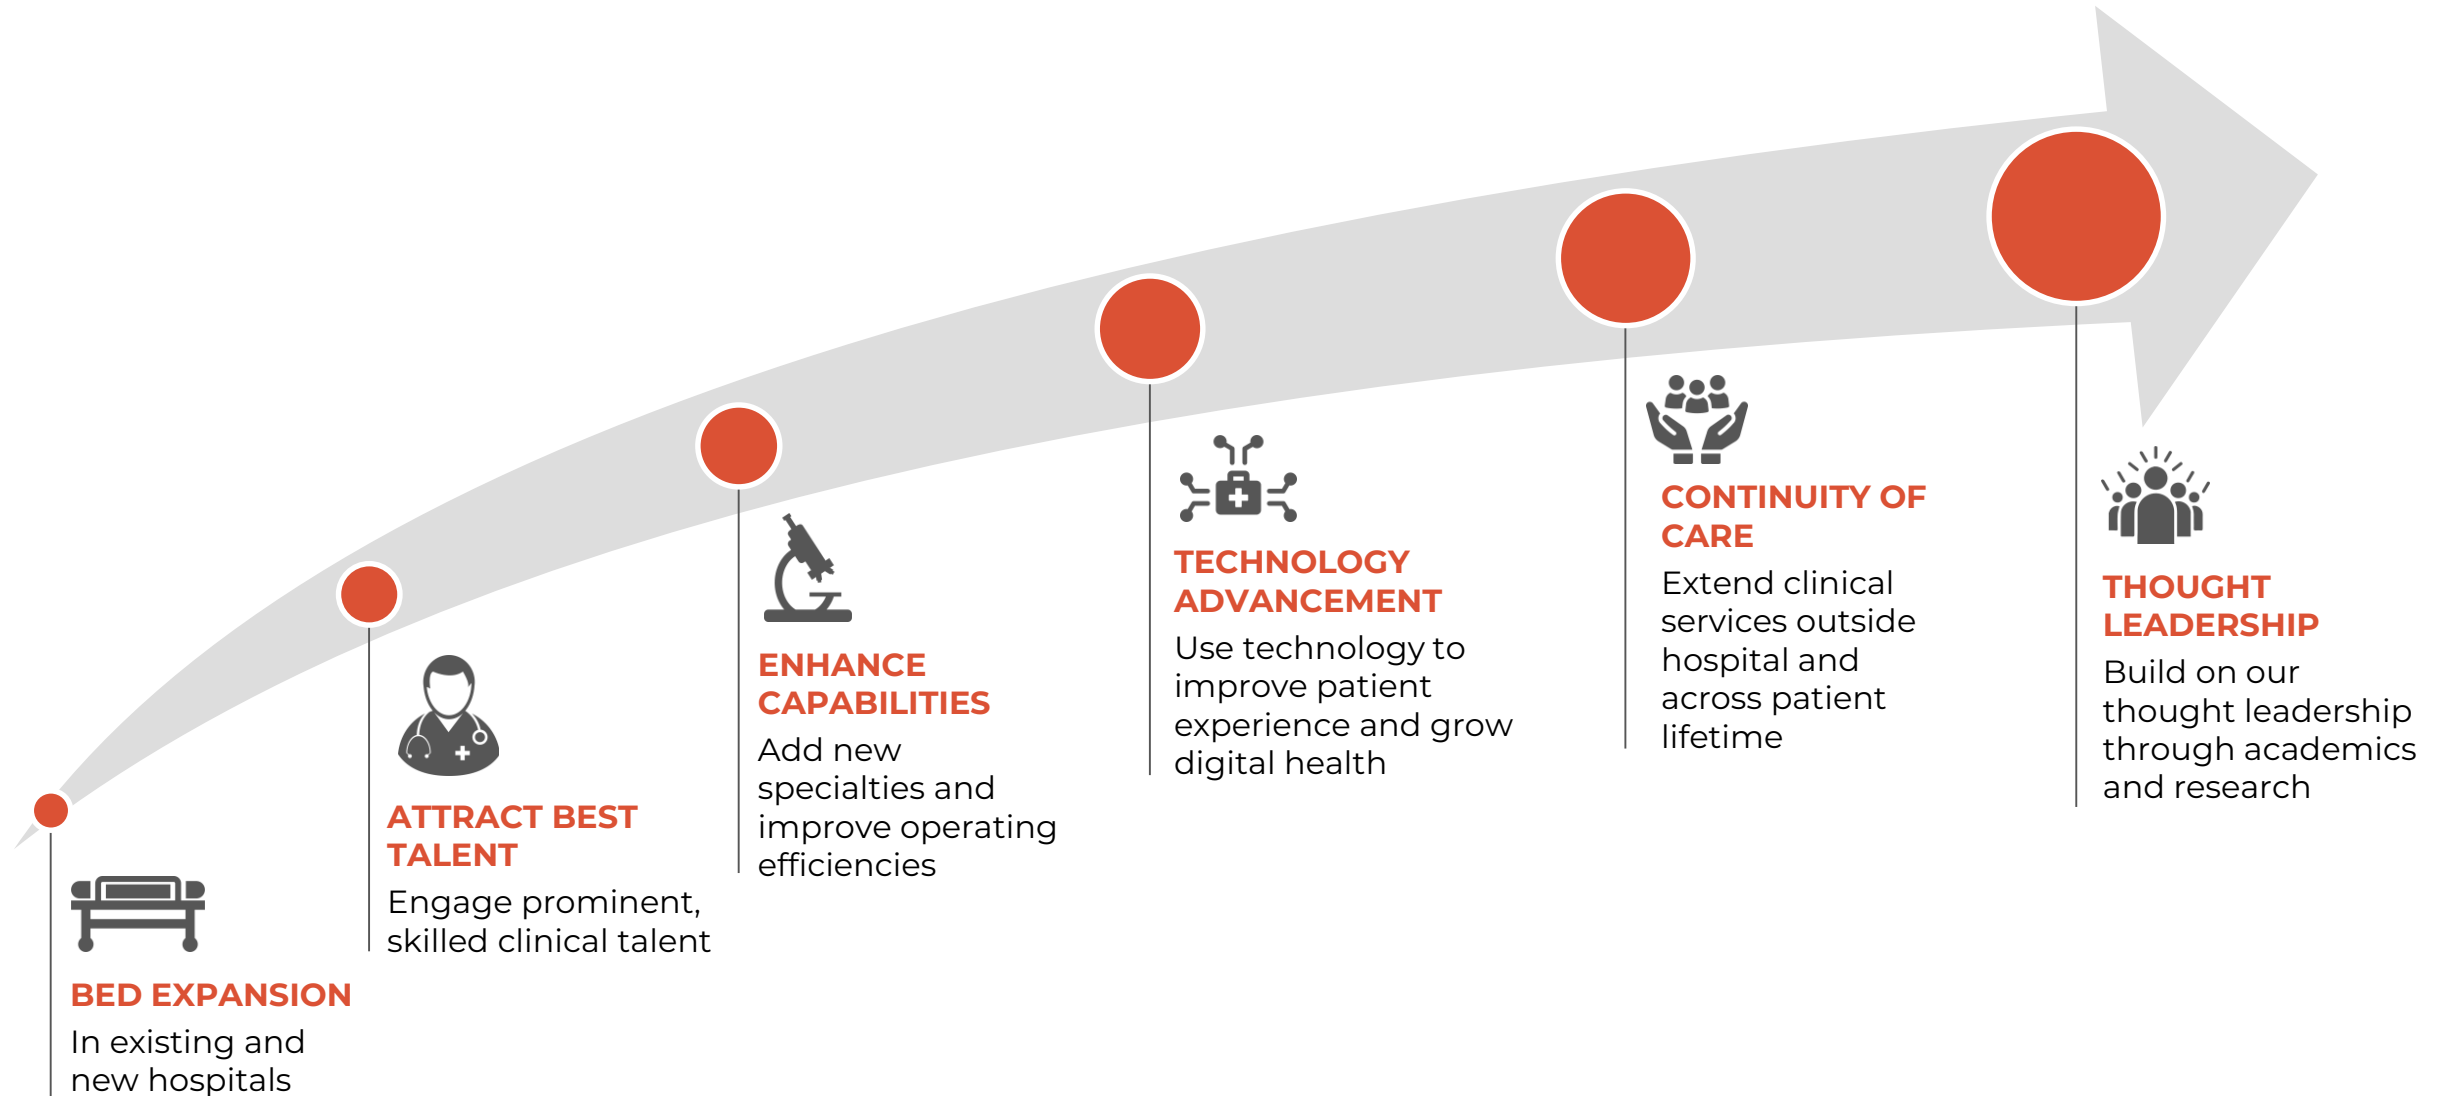 BED EXPANSION
In existing and
new hospitals
ATTRACT BEST
TALENT
Engage prominent,
skilled clinical talent
ENHANCE
CAPABILITIES
Add new
specialties and
improve operating
efficiencies
TECHNOLOGY
ADVANCEMENT
Use technology to
improve patient
experience and grow
digital health
CONTINUITY OF
CARE
Extend clinical
services outside
hospital and
across patient
lifetime
THOUGHT
LEADERSHIP
Build on our
thought leadership
through academics
and research